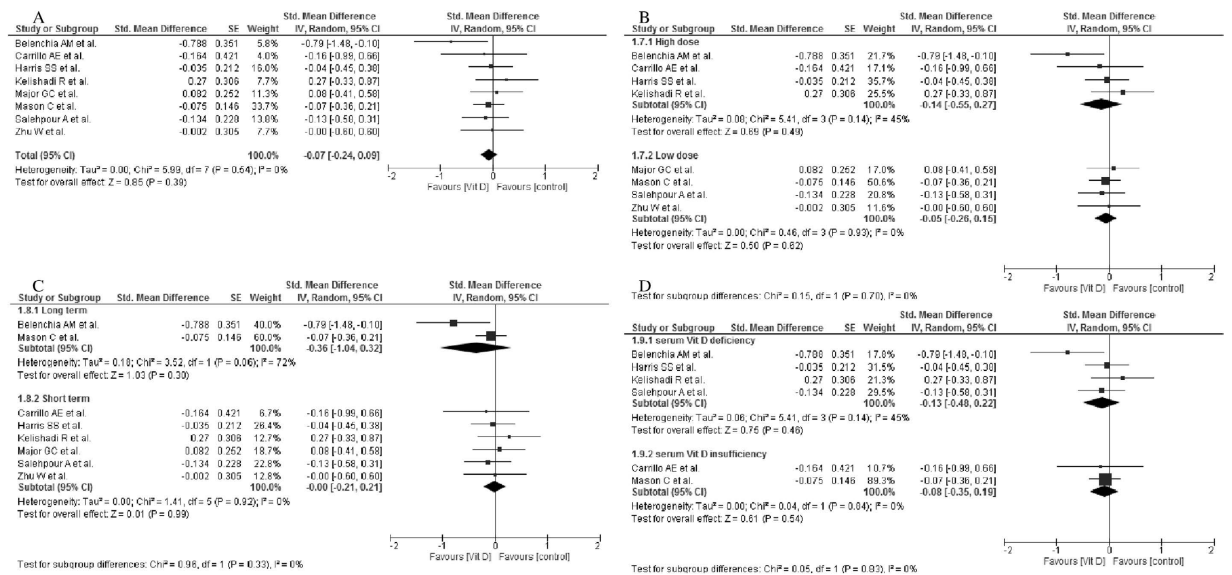 A
Std. Mean Difference Std. Mean Difference
Study or Subgroup Std. Mean Difference SE Weight IV, Random, 95% CI IV, Random, 95% CI
Belenchia AM et al. -0.788 0.351 5.8% -0.79 [-1.48, -0.10]
Carrillo AE et al. -0.164 0.421 4.0% -0.16 [-0.99, 0.66]
Harris SS et al. -0.035 0.212 16.0% -0.04 [-0.45, 0.38]
Kelishadi R et al. 0.27 0.306 7.7% 0.27 [-0.33, 0.87]
Major GC et al. 0.082 0.252 11.3% 0.08 [-0.41, 0.58]
Mason C et al. -0.075 0.146 33.7% -0.07 [-0.36, 0.21]
Salehpour A et al. -0.134 0.228 13.8% -0.13 [-0.58, 0.31]
Zhu W et al. -0.002 0.305 7.7% -0.00 [-0.60, 0.60]
Total (95% CI) 100.0% -0.07 [-0.24, 0.09]
Heterogeneity: Tau² = 0.00; Chi² = 5.99, df = 7 (P = 0.54); I² = 0%
Test for overall effect: Z = 0.85 (P = 0.39)
-2 -1 0 1 2
Favours [Vit D] Favours [control]
B
Std. Mean Difference Std. Mean Difference
Study or Subgroup Std. Mean Difference SE Weight IV, Random, 95% CI IV, Random, 95% CI
1.7.1 High dose
Belenchia AM et al. -0.788 0.351 21.7% -0.79 [-1.48, -0.10]
Carrillo AE et al. -0.164 0.421 17.1% -0.16 [-0.99, 0.66]
Harris SS et al. -0.035 0.212 35.7% -0.04 [-0.45, 0.38]
Kelishadi R et al. 0.27 0.306 25.5% 0.27 [-0.33, 0.87]
Subtotal (95% CI) 100.0% -0.14 [-0.55, 0.27]
Heterogeneity: Tau² = 0.08; Chi² = 5.41, df = 3 (P = 0.14); I² = 45%
Test for overall effect: Z = 0.69 (P = 0.49)
1.7.2 Low dose
Major GC et al. 0.082 0.252 17.0% 0.08 [-0.41, 0.58]
Mason C et al. -0.075 0.146 50.6% -0.07 [-0.36, 0.21]
Salehpour A et al. -0.134 0.228 20.8% -0.13 [-0.58, 0.31]
Zhu W et al. -0.002 0.305 11.6% -0.00 [-0.60, 0.60]
Subtotal (95% CI) 100.0% -0.05 [-0.26, 0.15]
Heterogeneity: Tau² = 0.00; Chi² = 0.46, df = 3 (P = 0.93); I² = 0%
Test for overall effect: Z = 0.50 (P = 0.62)
-2 -1 0 1 2
Favours [Vit D] Favours [control]
Test for subgroup differences: Chi² = 0.15, df = 1 (P = 0.70), I² = 0%
C
Std. Mean Difference Std. Mean Difference
Study or Subgroup Std. Mean Difference SE Weight IV, Random, 95% CI IV, Random, 95% CI
1.8.1 Long term
Belenchia AM et al. -0.788 0.351 40.0% -0.79 [-1.48, -0.10]
Mason C et al. -0.075 0.146 60.0% -0.07 [-0.36, 0.21]
Subtotal (95% CI) 100.0% -0.36 [-1.04, 0.32]
Heterogeneity: Tau² = 0.18; Chi² = 3.52, df = 1 (P = 0.06); I² = 72%
Test for overall effect: Z = 1.03 (P = 0.30)
1.8.2 Short term
Carrillo AE et al. -0.164 0.421 6.7% -0.16 [-0.99, 0.66]
Harris SS et al. -0.035 0.212 26.4% -0.04 [-0.45, 0.38]
Kelishadi R et al. 0.27 0.306 12.7% 0.27 [-0.33, 0.87]
Major GC et al. 0.082 0.252 18.7% 0.08 [-0.41, 0.58]
Salehpour A et al. -0.134 0.228 22.8% -0.13 [-0.58, 0.31]
Zhu W et al. -0.002 0.305 12.8% -0.00 [-0.60, 0.60]
Subtotal (95% CI) 100.0% -0.00 [-0.21, 0.21]
Heterogeneity: Tau² = 0.00; Chi² = 1.41, df = 5 (P = 0.92); I² = 0%
Test for overall effect: Z = 0.01 (P = 0.99)
-2 -1 0 1 2
Favours [Vit D] Favours [control]
Test for subgroup differences: Chi² = 0.96, df = 1 (P = 0.33), I² = 0%
D
Std. Mean Difference Std. Mean Difference
Study or Subgroup Std. Mean Difference SE Weight IV, Random, 95% CI IV, Random, 95% CI
1.9.1 serum Vit D deficiency
Belenchia AM et al. -0.788 0.351 17.8% -0.79 [-1.48, -0.10]
Harris SS et al. -0.035 0.212 31.5% -0.04 [-0.45, 0.38]
Kelishadi R et al. 0.27 0.306 21.3% 0.27 [-0.33, 0.87]
Salehpour A et al. -0.134 0.228 29.5% -0.13 [-0.58, 0.31]
Subtotal (95% CI) 100.0% -0.13 [-0.48, 0.22]
Heterogeneity: Tau² = 0.06; Chi² = 5.41, df = 3 (P = 0.14); I² = 45%
Test for overall effect: Z = 0.75 (P = 0.46)
1.9.2 serum Vit D insufficiency
Carrillo AE et al. -0.164 0.421 10.7% -0.16 [-0.99, 0.66]
Mason C et al. -0.075 0.146 89.3% -0.07 [-0.36, 0.21]
Subtotal (95% CI) 100.0% -0.08 [-0.35, 0.19]
Heterogeneity: Tau² = 0.00; Chi² = 0.04, df = 1 (P = 0.84); I² = 0%
Test for overall effect: Z = 0.61 (P = 0.54)
-2 -1 0 1 2
Favours [Vit D] Favours [control]
Test for subgroup differences: Chi² = 0.05, df = 1 (P = 0.83), I² = 0%